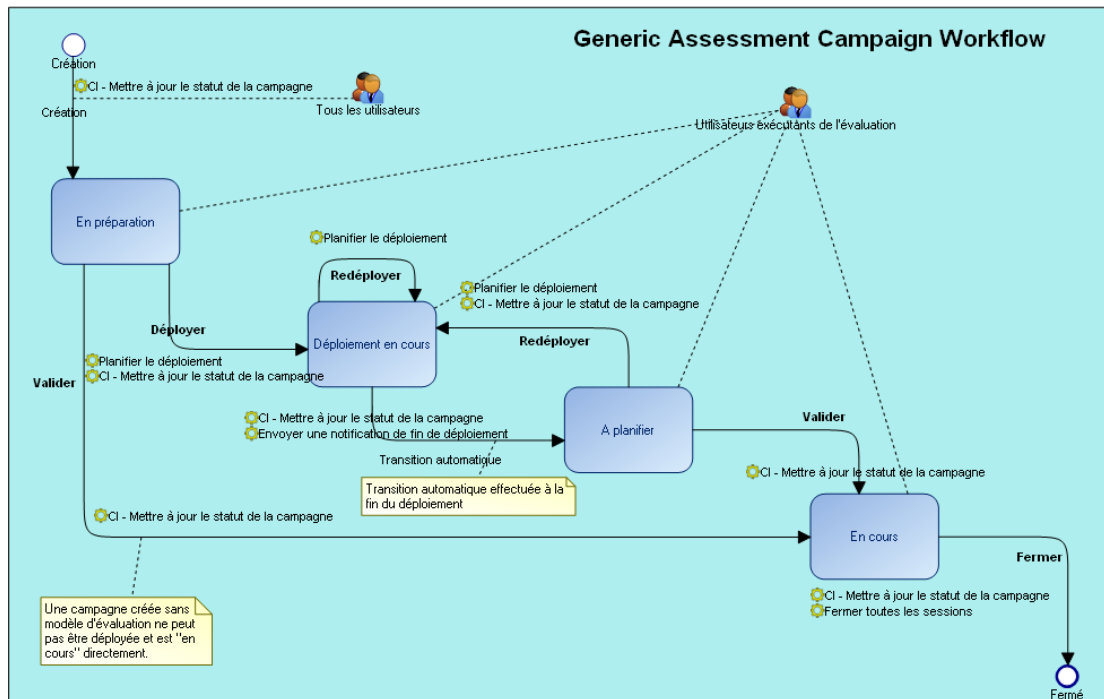 Generic Assessment Campaign Workflow
Création
CI - Mettre à jour le statut de la campagne
Création
Tous les utilisateurs
Utilisateurs exécutants de l'évaluation
En préparation
Planifier le déploiement
Redéployer
Planifier le déploiement
CI - Mettre à jour le statut de la campagne
Déployer
Déploiement en cours
Redéployer
Planifier le déploiement
CI - Mettre à jour le statut de la campagne
Valider
CI - Mettre à jour le statut de la campagne
Envoyer une notification de fin de déploiement
Transition automatique
A planifier
Valider
CI - Mettre à jour le statut de la campagne
Transition automatique effectuée à la
fin du déploiement
CI - Mettre à jour le statut de la campagne
En cours
Fermer
CI - Mettre à jour le statut de la campagne
Fermer toutes les sessions
Une campagne créée sans
modèle d'évaluation ne peut
pas être déployée et est "en
cours" directement.
Fermé